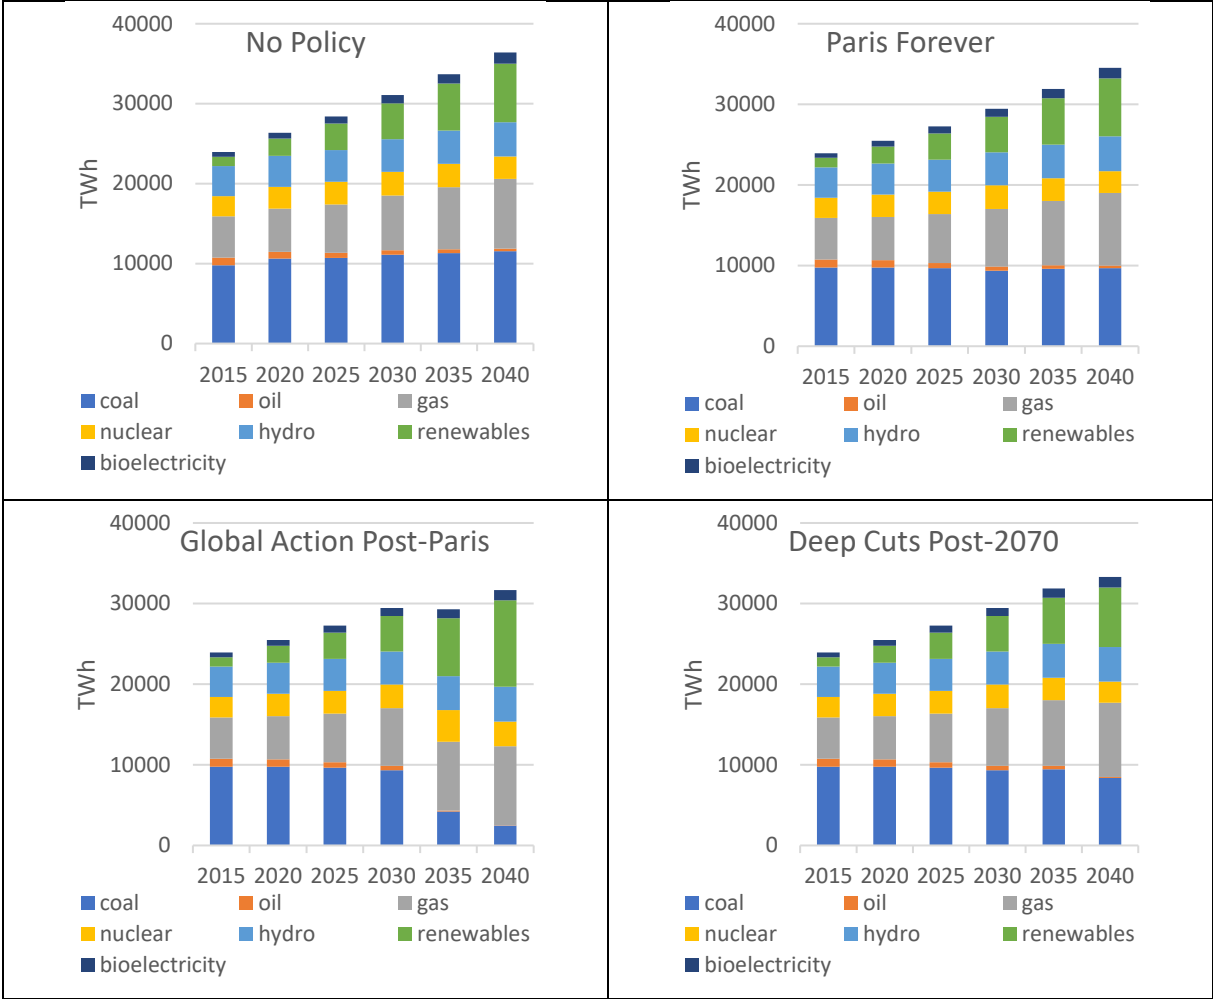 No Policy
40000
30000
20000
10000
0
TWh
2015 2020 2025 2030 2035 2040
coal oil gas
nuclear hydro renewables
bioelectricity
Paris Forever
40000
30000
20000
10000
0
TWh
2015 2020 2025 2030 2035 2040
coal oil gas
nuclear hydro renewables
bioelectricity
Global Action Post-Paris
40000
30000
20000
10000
0
TWh
2015 2020 2025 2030 2035 2040
coal oil gas
nuclear hydro renewables
bioelectricity
Deep Cuts Post-2070
40000
30000
20000
10000
0
TWh
2015 2020 2025 2030 2035 2040
coal oil gas
nuclear hydro renewables
bioelectricity